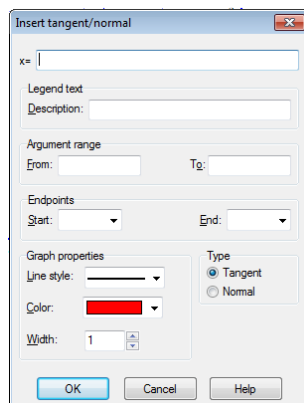 Insert tangent/normal
x=
Legend text
Description:
Argument range
From: To:
Endpoints
Start: End:
Graph properties Type
Line style: Tangent
Normal
Color:
Width: 1
OK Cancel Help